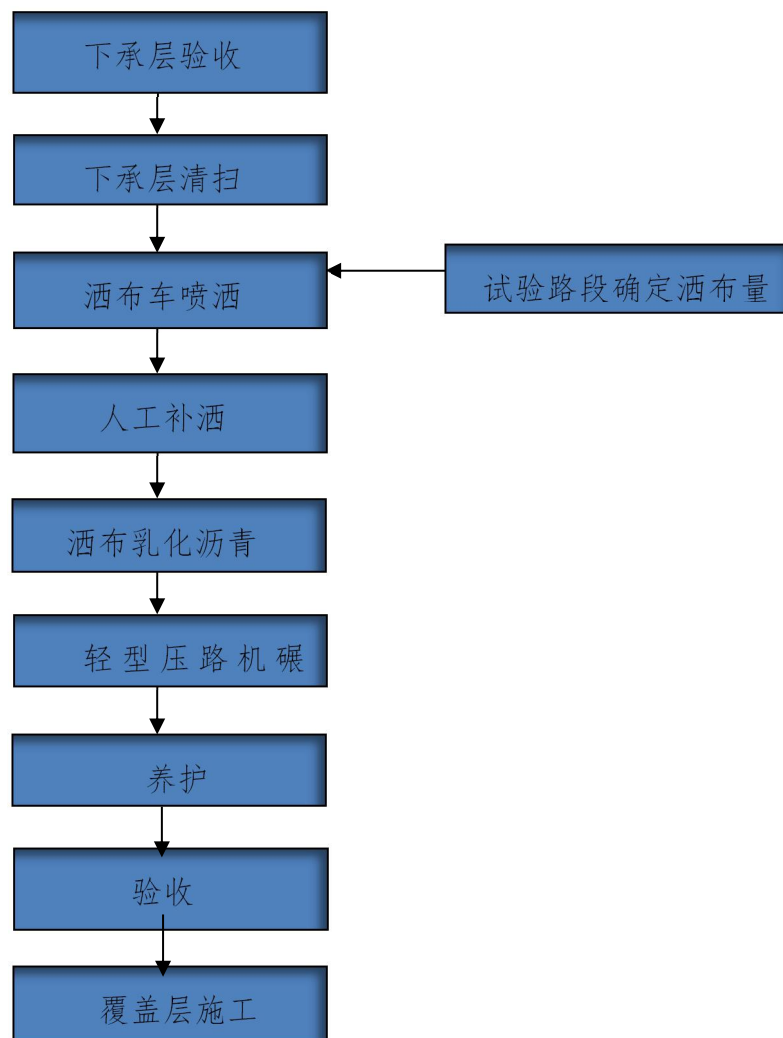 下承层验收
下承层清扫
洒布车喷洒
试验路段确定洒布量
人工补洒
洒布乳化沥青
轻型压路机碾
养护
验收
覆盖层施工